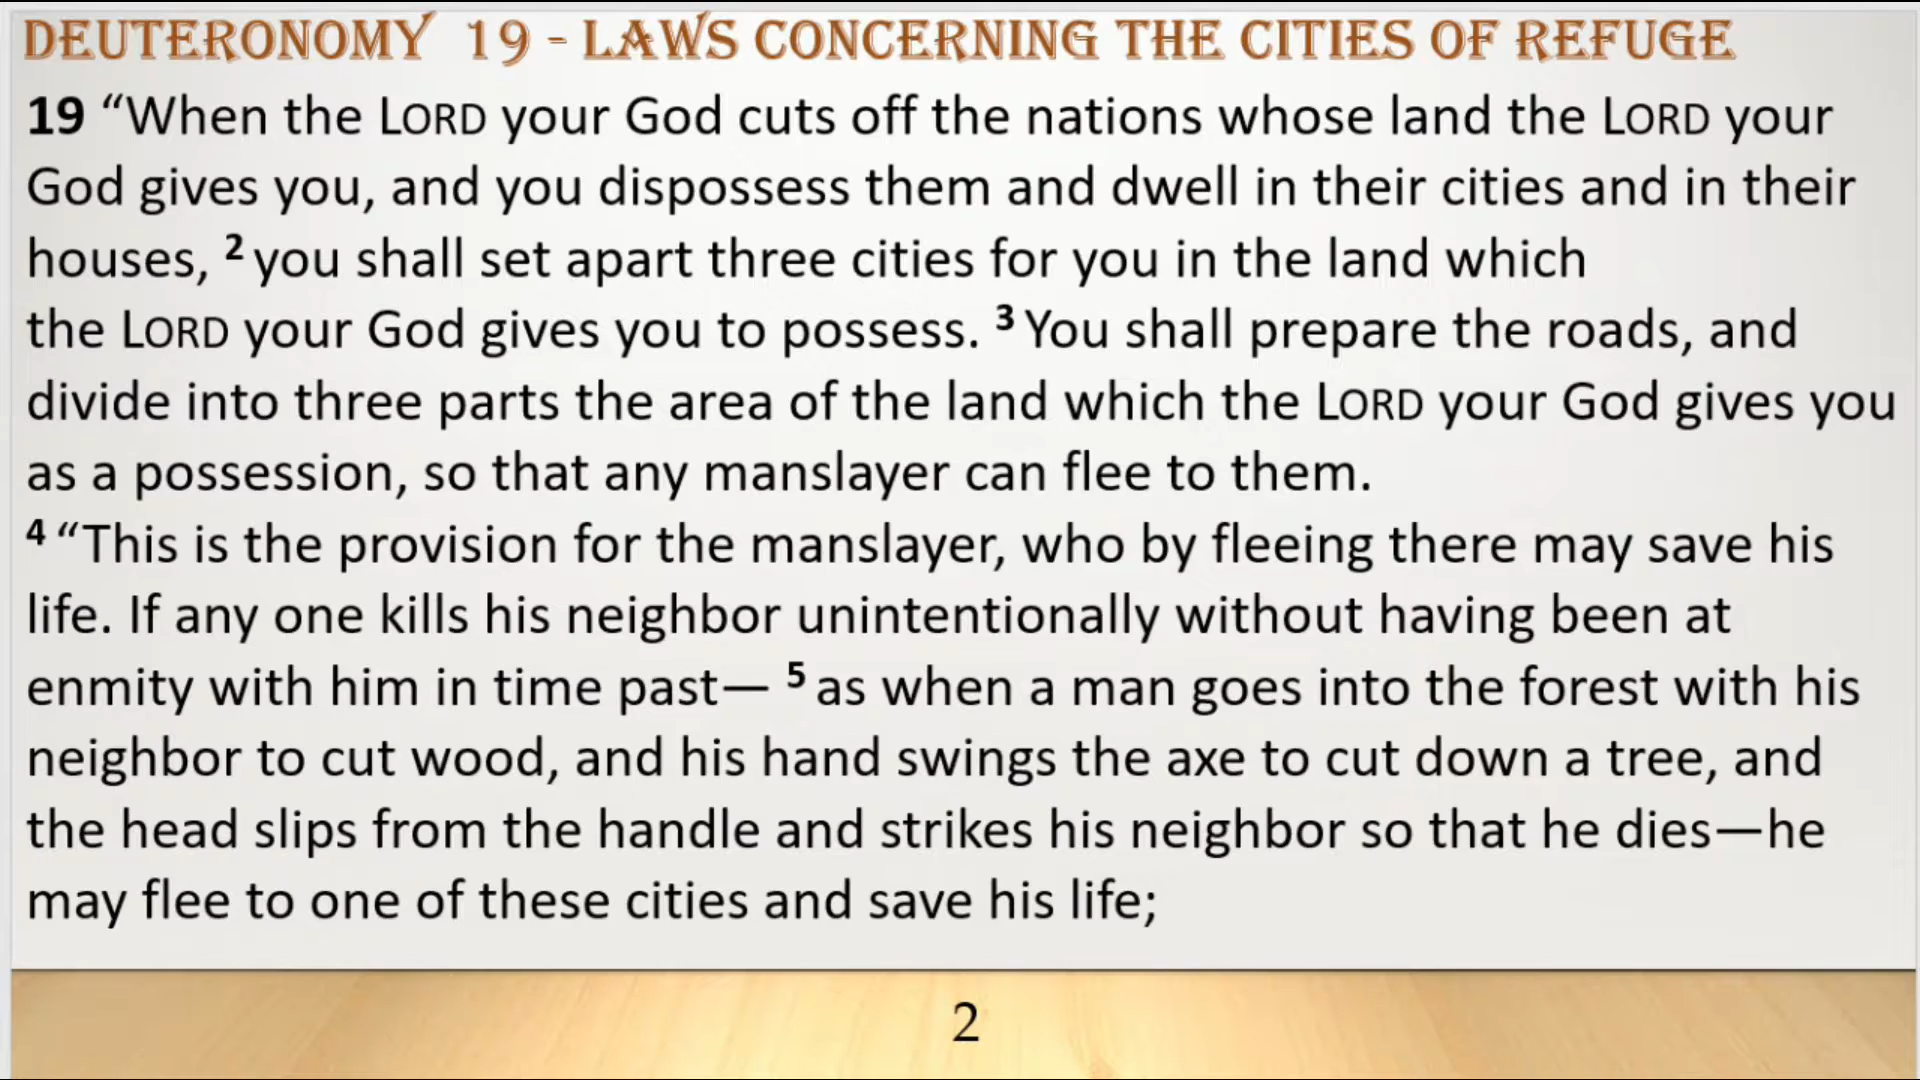 DEUTERONOMY 19 - LAWS CONCERNING THE CITIES OF REFUGE
19 “When the LORD your God cuts off the nations whose land the LORD your
God gives you, and you dispossess them and dwell in their cities and in their
houses, 2 you shall set apart three cities for you in the land which
the LORD your God gives you to possess. 3 You shall prepare the roads, and
divide into three parts the area of the land which the LORD your God gives you
as a possession, so that any manslayer can flee to them.
4 “This is the provision for the manslayer, who by fleeing there may save his
life. If any one kills his neighbor unintentionally without having been at
enmity with him in time past— 5 as when a man goes into the forest with his
neighbor to cut wood, and his hand swings the axe to cut down a tree, and
the head slips from the handle and strikes his neighbor so that he dies—he
may flee to one of these cities and save his life;
2